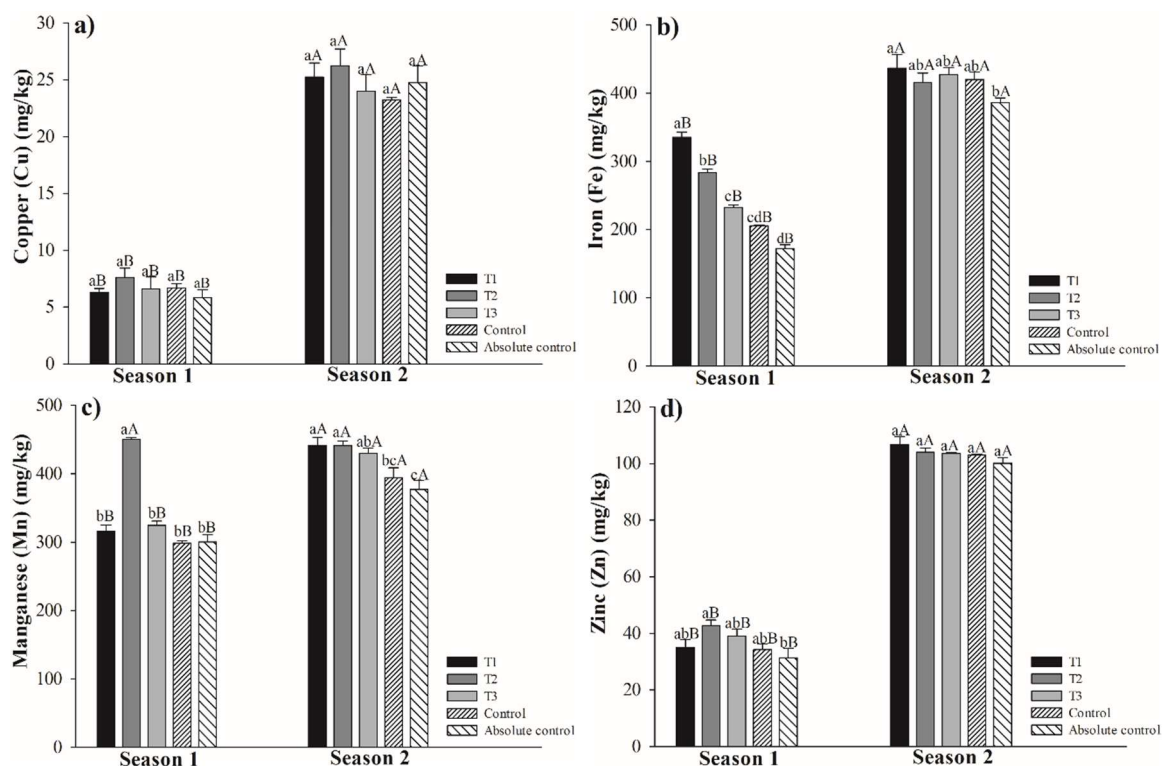 a)
Copper (Cu) (mg/kg)
30
25
20
15
10
5
0
aB aB aB aB aB
aA aA aA aA aA
T1
T2
T3
Control
Absolute control
Season 1 Season 2
b)
Iron (Fe) (mg/kg)
500
400
300
200
100
0
aB bB cB cdB dB
aA abA abA abA bA
T1
T2
T3
Control
Absolute control
Season 1 Season 2
c)
Manganese (Mn) (mg/kg)
500
400
300
200
100
0
bB aA bB bB bB
aA aA abA bcA cA
T1
T2
T3
Control
Absolute control
Season 1 Season 2
d)
Zinc (Zn) (mg/kg)
120
100
80
60
40
20
0
abB aB abB abB bB
aA aA aA aA aA
T1
T2
T3
Control
Absolute control
Season 1 Season 2